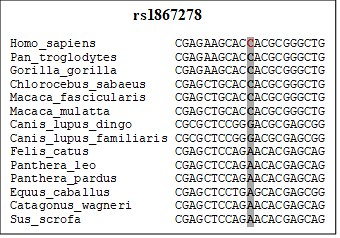 rs1867278
Homo_sapiens CGAGAAGCACCACGCGGGCTG
Pan_troglodytes CGAGAAGCACCACGCGGGCTG
Gorilla_gorilla CGAGAAGCACCACGCGGGCTG
Chlorocebus_sabaeus CGAGCTGCACCACGCGGGCTG
Macaca_fascicularis CGAGCTGCACCACGCGGGCTG
Macaca_mulatta CGAGCTGCACCACGCGGGCTG
Canis_lupus_dingo CGCGCTCCGGGACGCGAGCGG
Canis_lupus_familiaris CGCGCTCCGGGACGCGAGCGG
Felis_catus CGAGCTCCAGAACACGAGCAG
Panthera_leo CGAGCTCCAGAACACGAGCAG
Panthera_pardus CGAGCTCCAGAACACGAGCAG
Equus_caballus CGAGCTCCTGAGCACGAGCGG
Catagonus_wagneri CGAGCTCCAGAACACGAGCAG
Sus_scrofa CGAGCTCCAGAACACGAGCAG